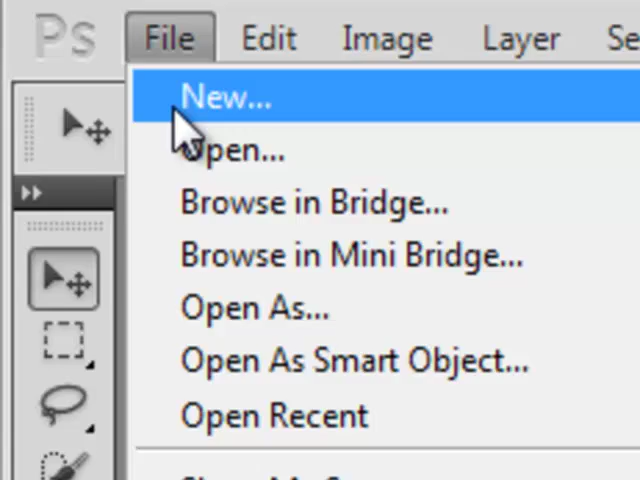 Ps File Edit Image Layer Se
New...
Open...
Browse in Bridge...
Browse in Mini Bridge...
Open As...
Open As Smart Object...
Open Recent